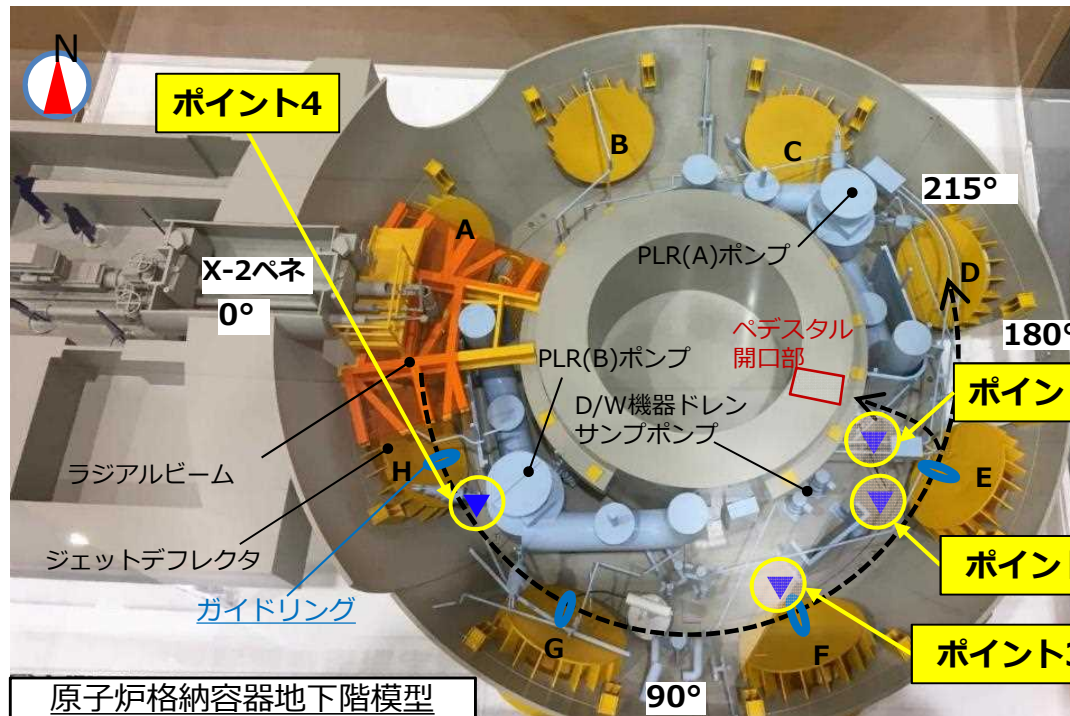 N
ポイント4
B
C
215°
A
PLR(A)ポンプ
D
X-2ペネ
0°
ペデスタル
開口部
180°
PLR(B)ポンプ
D/W機器ドレン
サンプポンプ
ポイン
ラジアルビーム
H
E
ジェットデフレクタ
ポイン
ガイドリング
G
F
ポイント3
90°
原子炉格納容器地下階模型